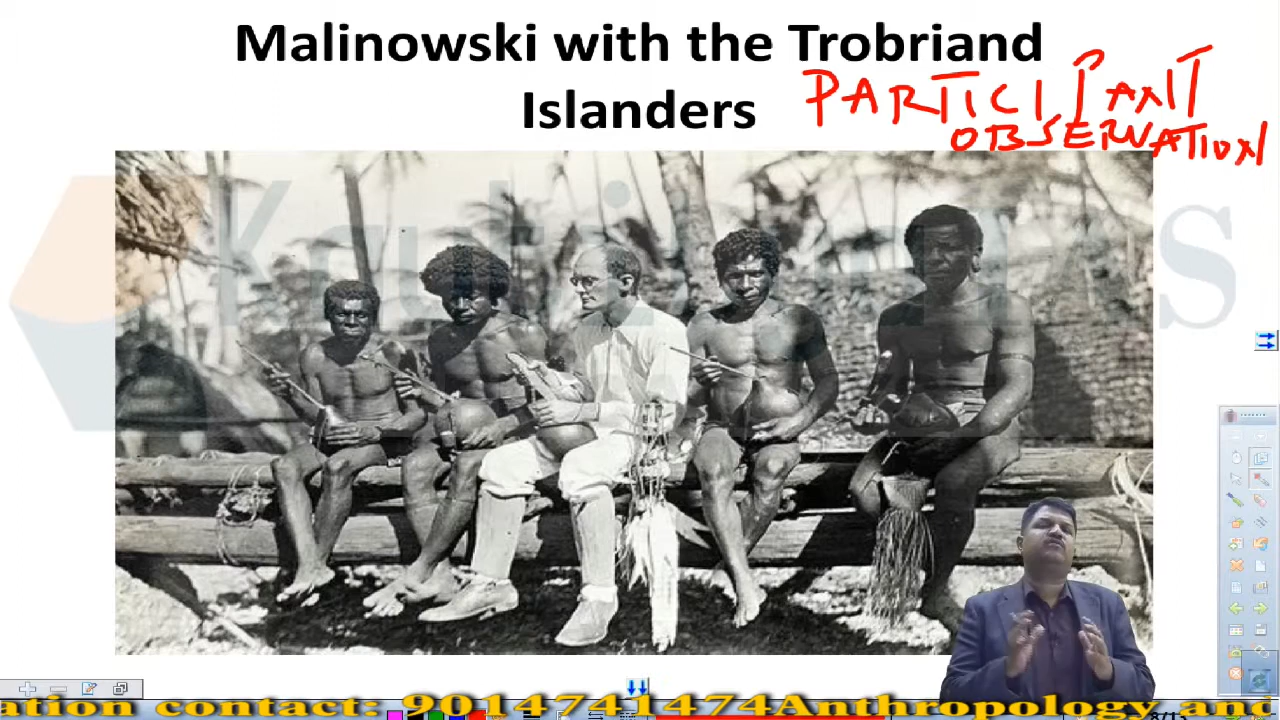 Malinowski with the Trobriand
Islanders
PARTICIPANT
OBSERVATION
ation contact: 9014741474Anthropology and